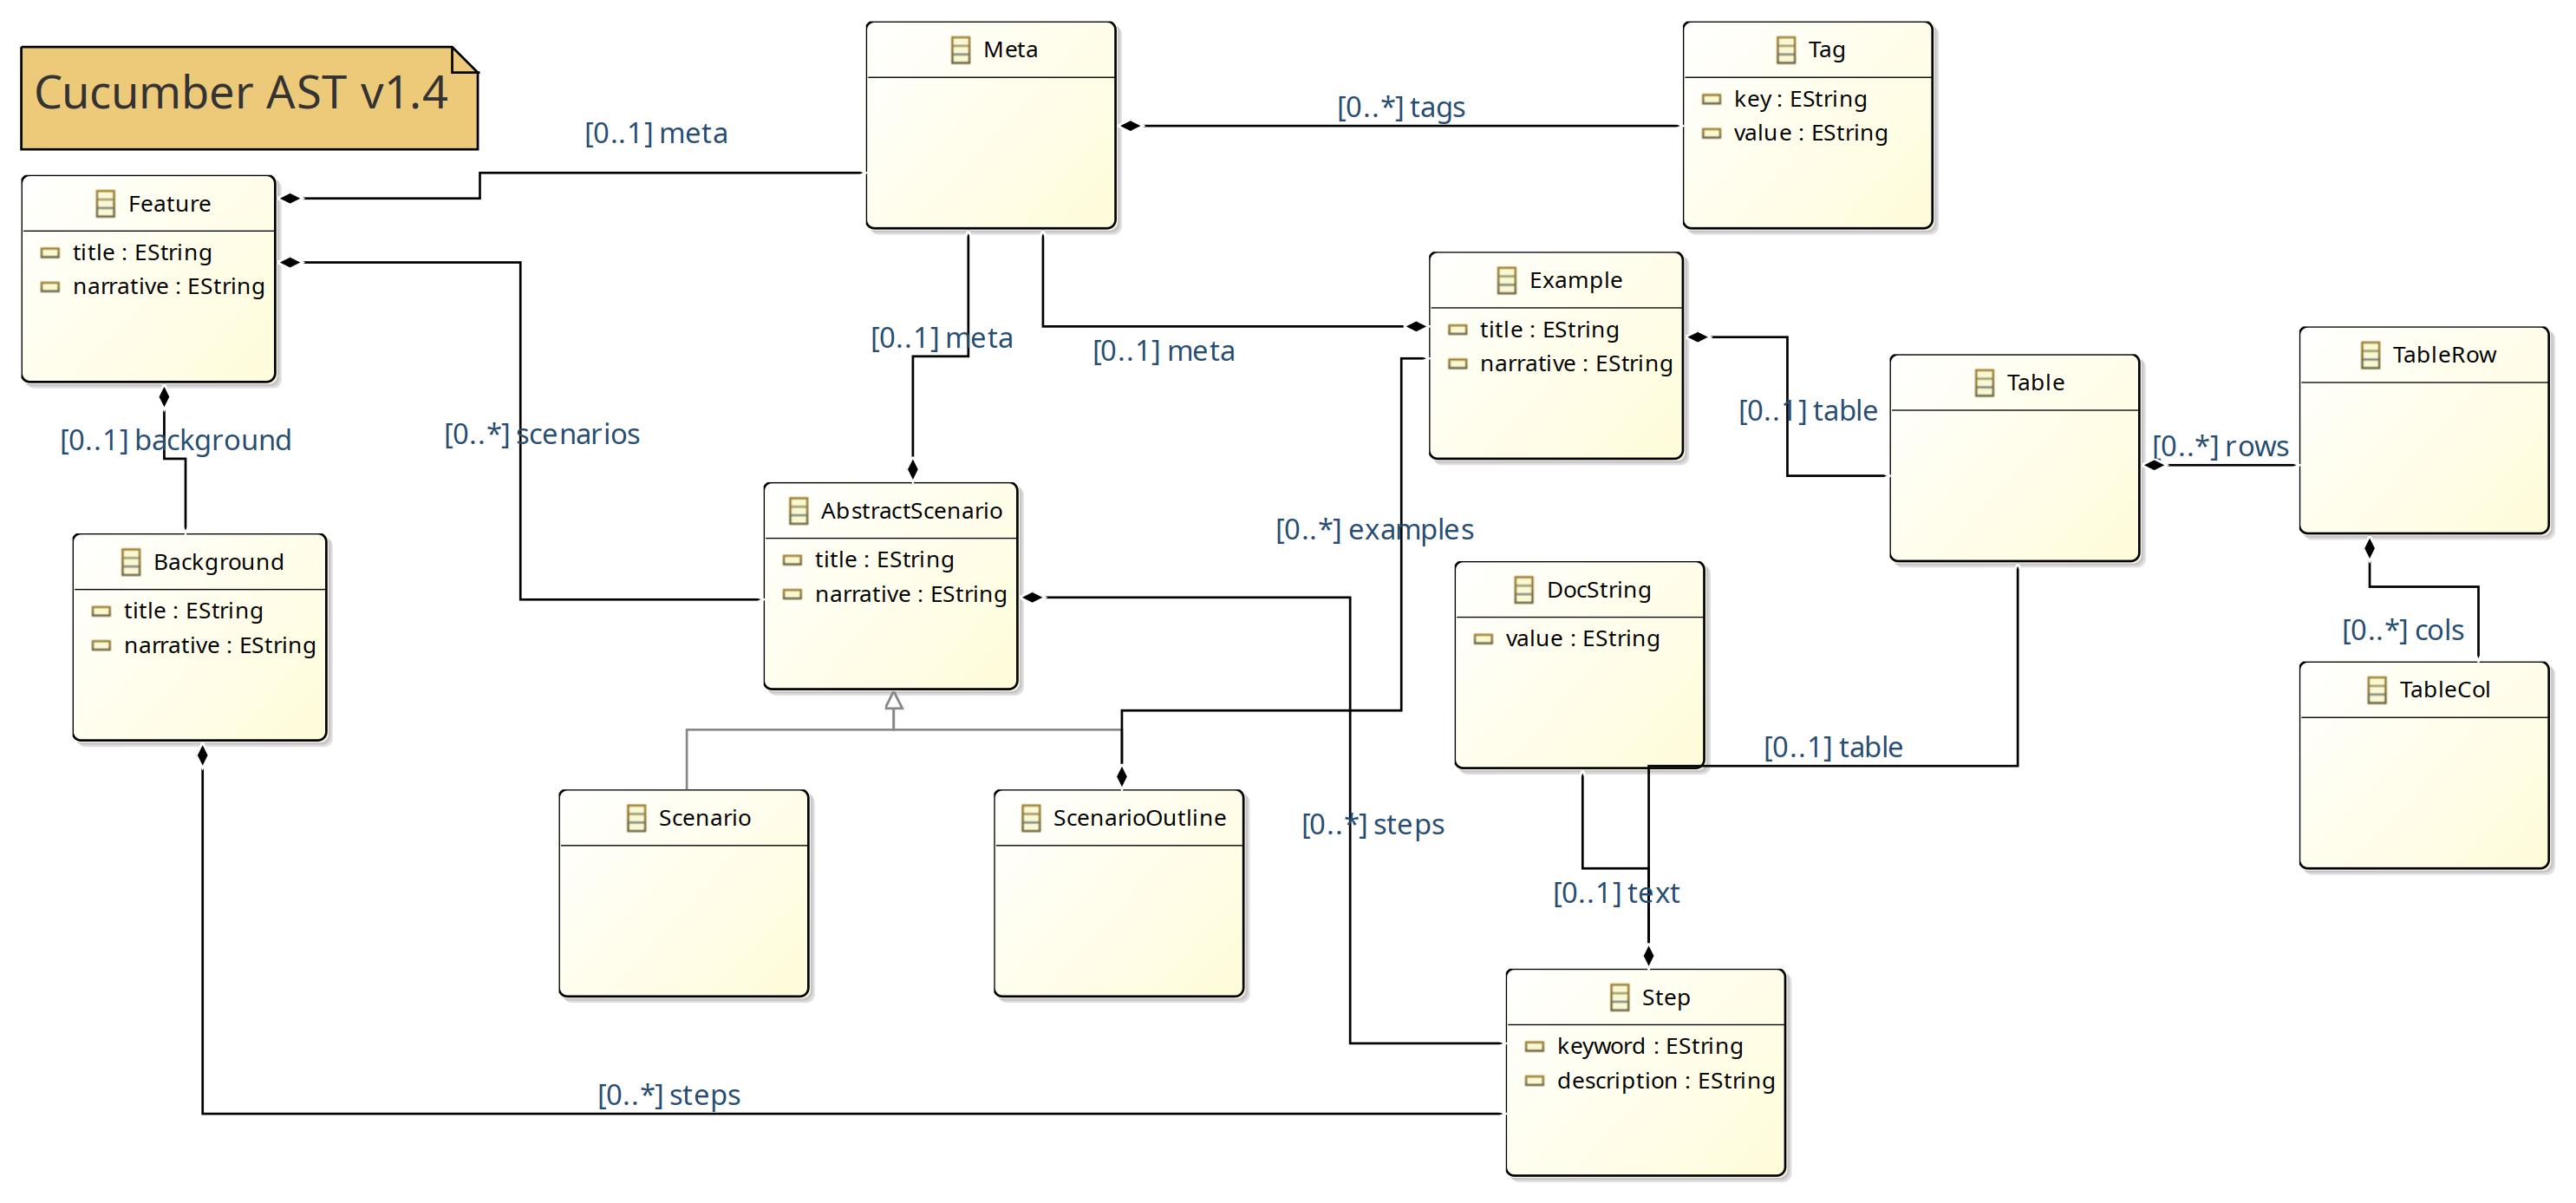 Cucumber AST v1.4
Meta
Tag
key : EString
value : EString
[0..*] tags
[0..1] meta
Feature
title : EString
narrative : EString
Example
title : EString
narrative : EString
[0..1] meta
[0..1] meta
TableRow
Table
[0..1] table
[0..*] rows
[0..1] background
[0..*] scenarios
AbstractScenario
title : EString
narrative : EString
[0..*] examples
Background
title : EString
narrative : EString
DocString
value : EString
[0..*] cols
TableCol
[0..1] table
Scenario
ScenarioOutline
[0..*] steps
[0..1] text
Step
keyword : EString
description : EString
[0..*] steps